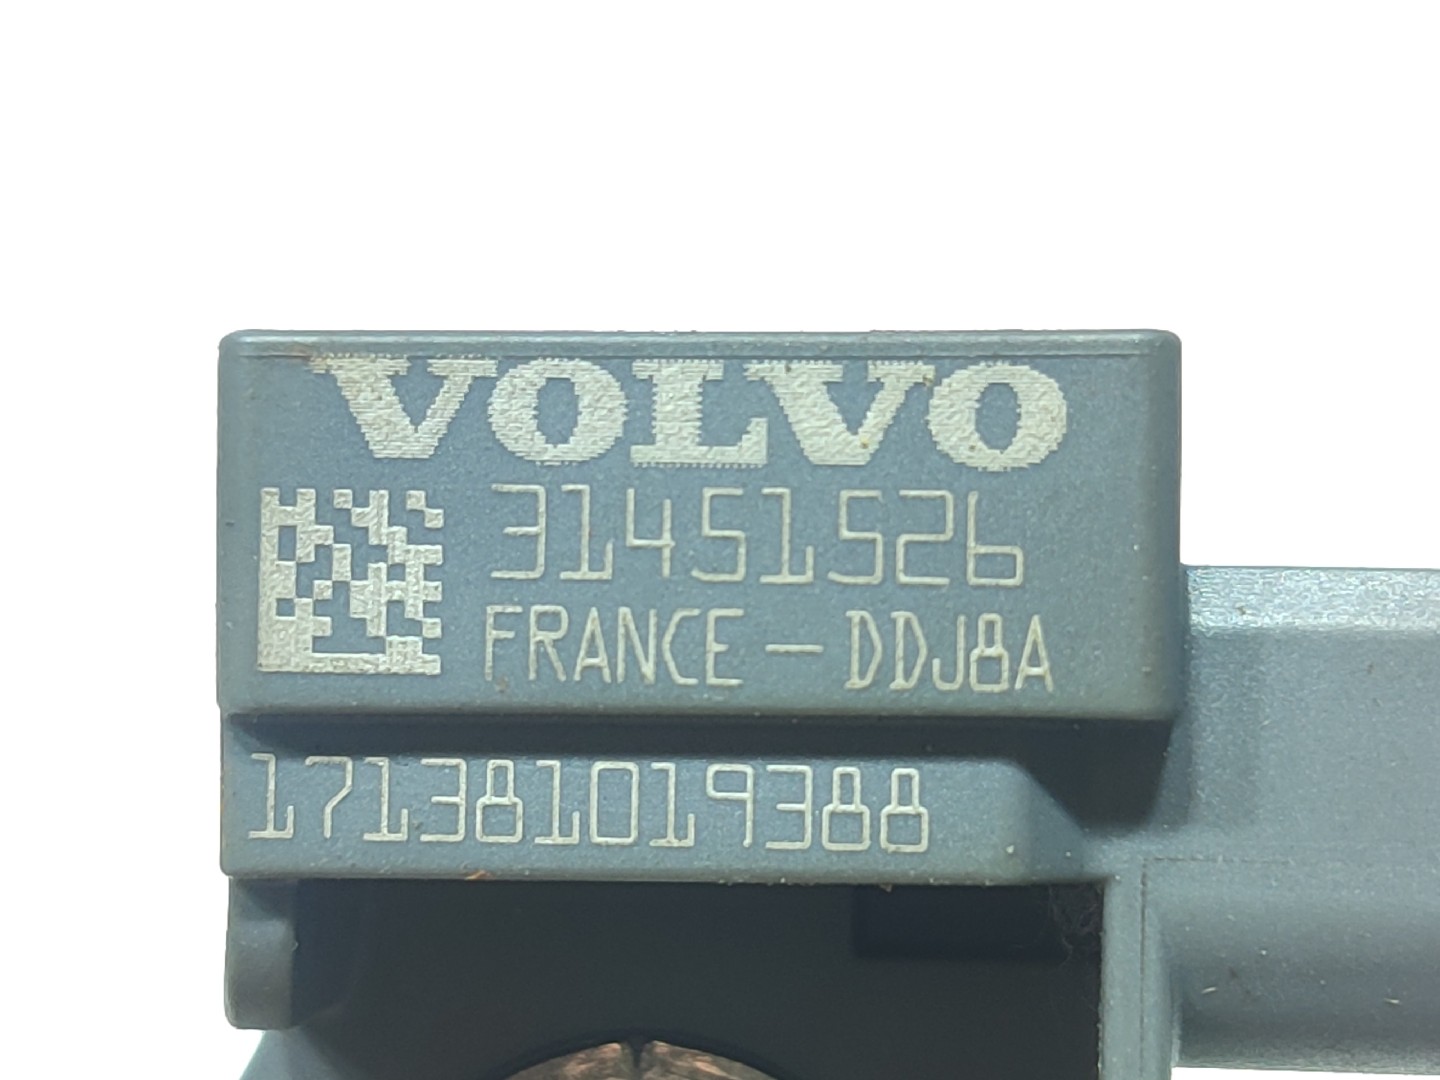 VOLVO
31451526
FRANCE - DDJ8A
171381019388